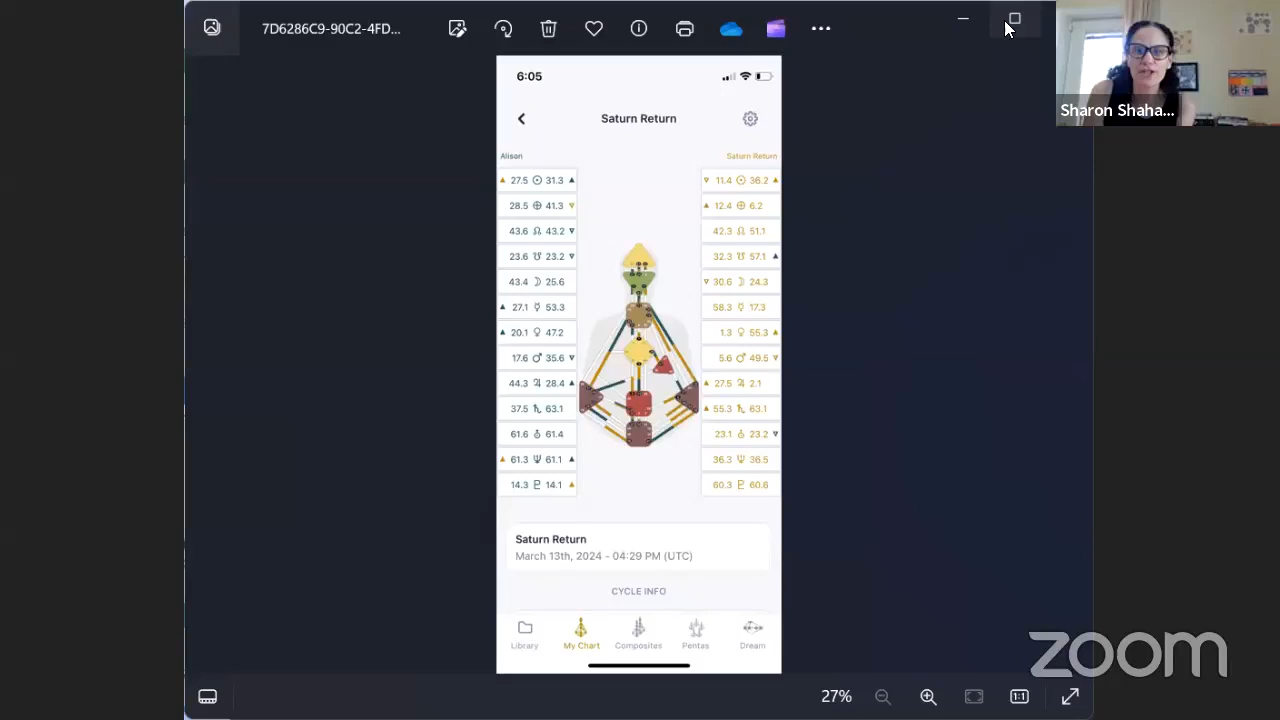 7D6286C9-90C2-4FD...
Sharon Shaha...
6:05
Saturn Return
Alison
Saturn Return
27.5 ☉ 31.3
11.4 ☉ 36.2
28.5 ⊕ 41.3
12.4 ⊕ 6.2
43.6 ☊ 43.2
42.3 ☊ 51.1
23.6 ☋ 23.2
32.3 ☋ 57.1
43.4 ☽ 25.6
30.6 ☽ 24.3
27.1 ☿ 53.3
58.3 ☿ 17.3
20.1 ♀ 47.2
1.3 ♀ 55.3
17.6 ♂ 35.6
5.6 ♂ 49.5
44.3 ♃ 28.4
27.5 ♃ 2.1
37.5 ♄ 63.1
55.3 ♄ 63.1
61.6 ♅ 61.4
23.1 ♅ 23.2
61.3 ♆ 61.1
36.3 ♆ 36.5
14.3 ♇ 14.1
60.3 ♇ 60.6
Saturn Return
March 13th, 2024 - 04:29 PM (UTC)
CYCLE INFO
Library
My Chart
Composites
Pentas
Dream
zoom
27%
1:1